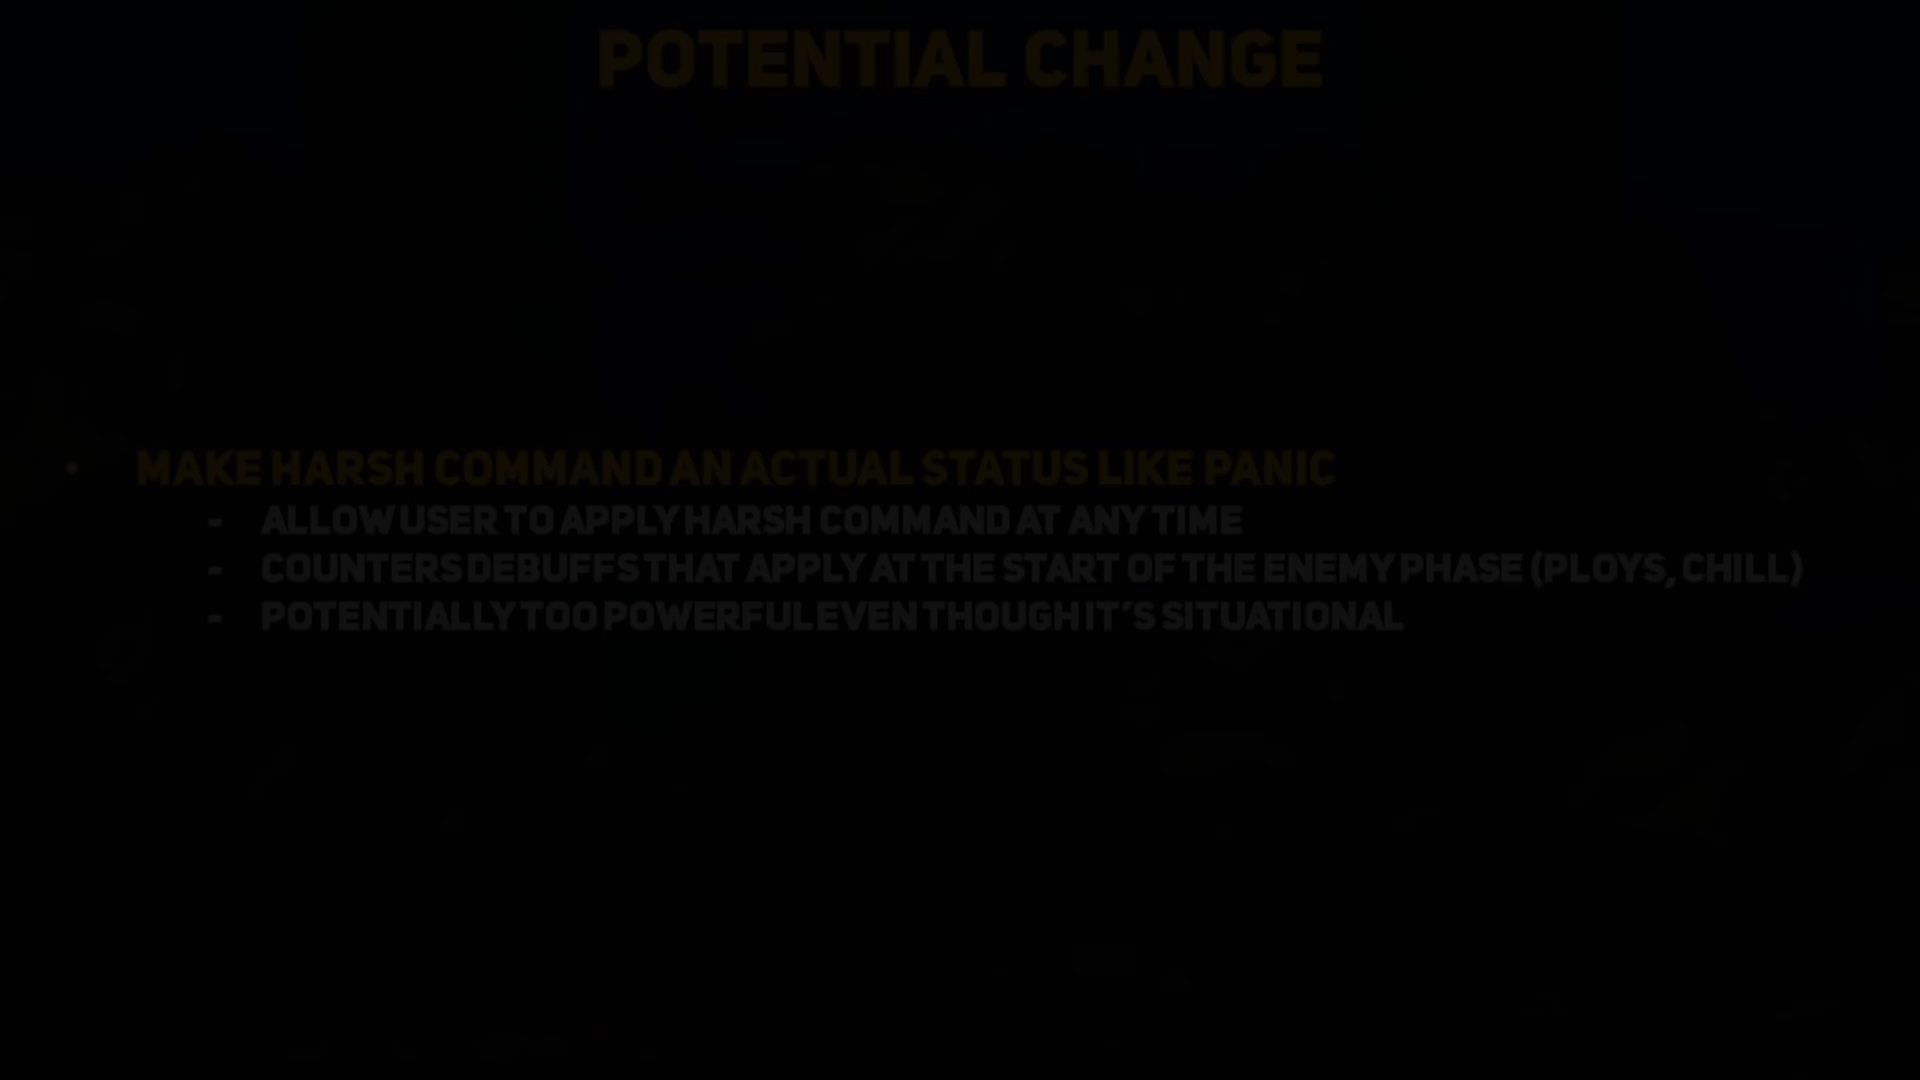 POTENTIAL CHANGE
• MAKE HARSH COMMAND AN ACTUAL STATUS LIKE PANIC
- ALLOW USER TO APPLY HARSH COMMAND AT ANY TIME
- COUNTERS DEBUFFS THAT APPLY AT THE START OF THE ENEMY PHASE (PLOYS, CHILL)
- POTENTIALLY TOO POWERFUL EVEN THOUGH IT'S SITUATIONAL